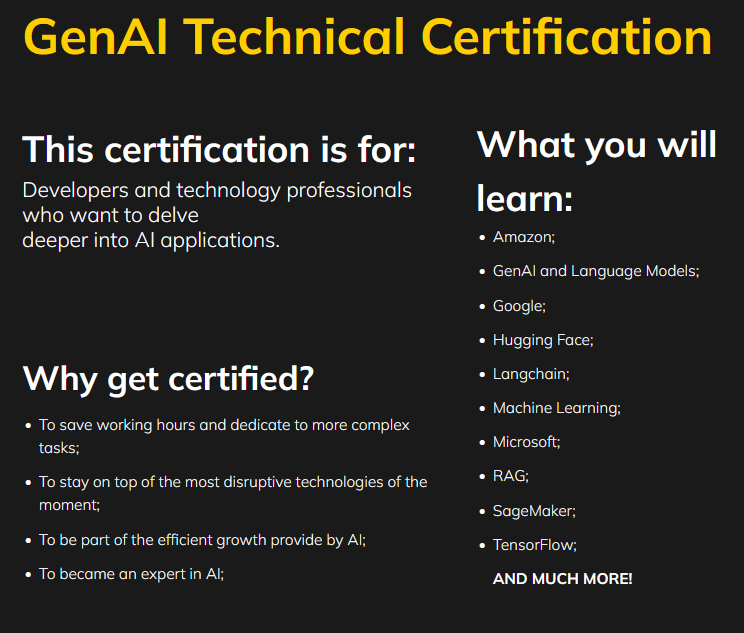 GenAI Technical Certification
This certification is for:
Developers and technology professionals
who want to delve
deeper into AI applications.
Why get certified?
• To save working hours and dedicate to more complex
tasks;
• To stay on top of the most disruptive technologies of the
moment;
• To be part of the efficient growth provide by AI;
• To became an expert in AI;
What you will
learn:
• Amazon;
• GenAI and Language Models;
• Google;
• Hugging Face;
• Langchain;
• Machine Learning;
• Microsoft;
• RAG;
• SageMaker;
• TensorFlow;
AND MUCH MORE!